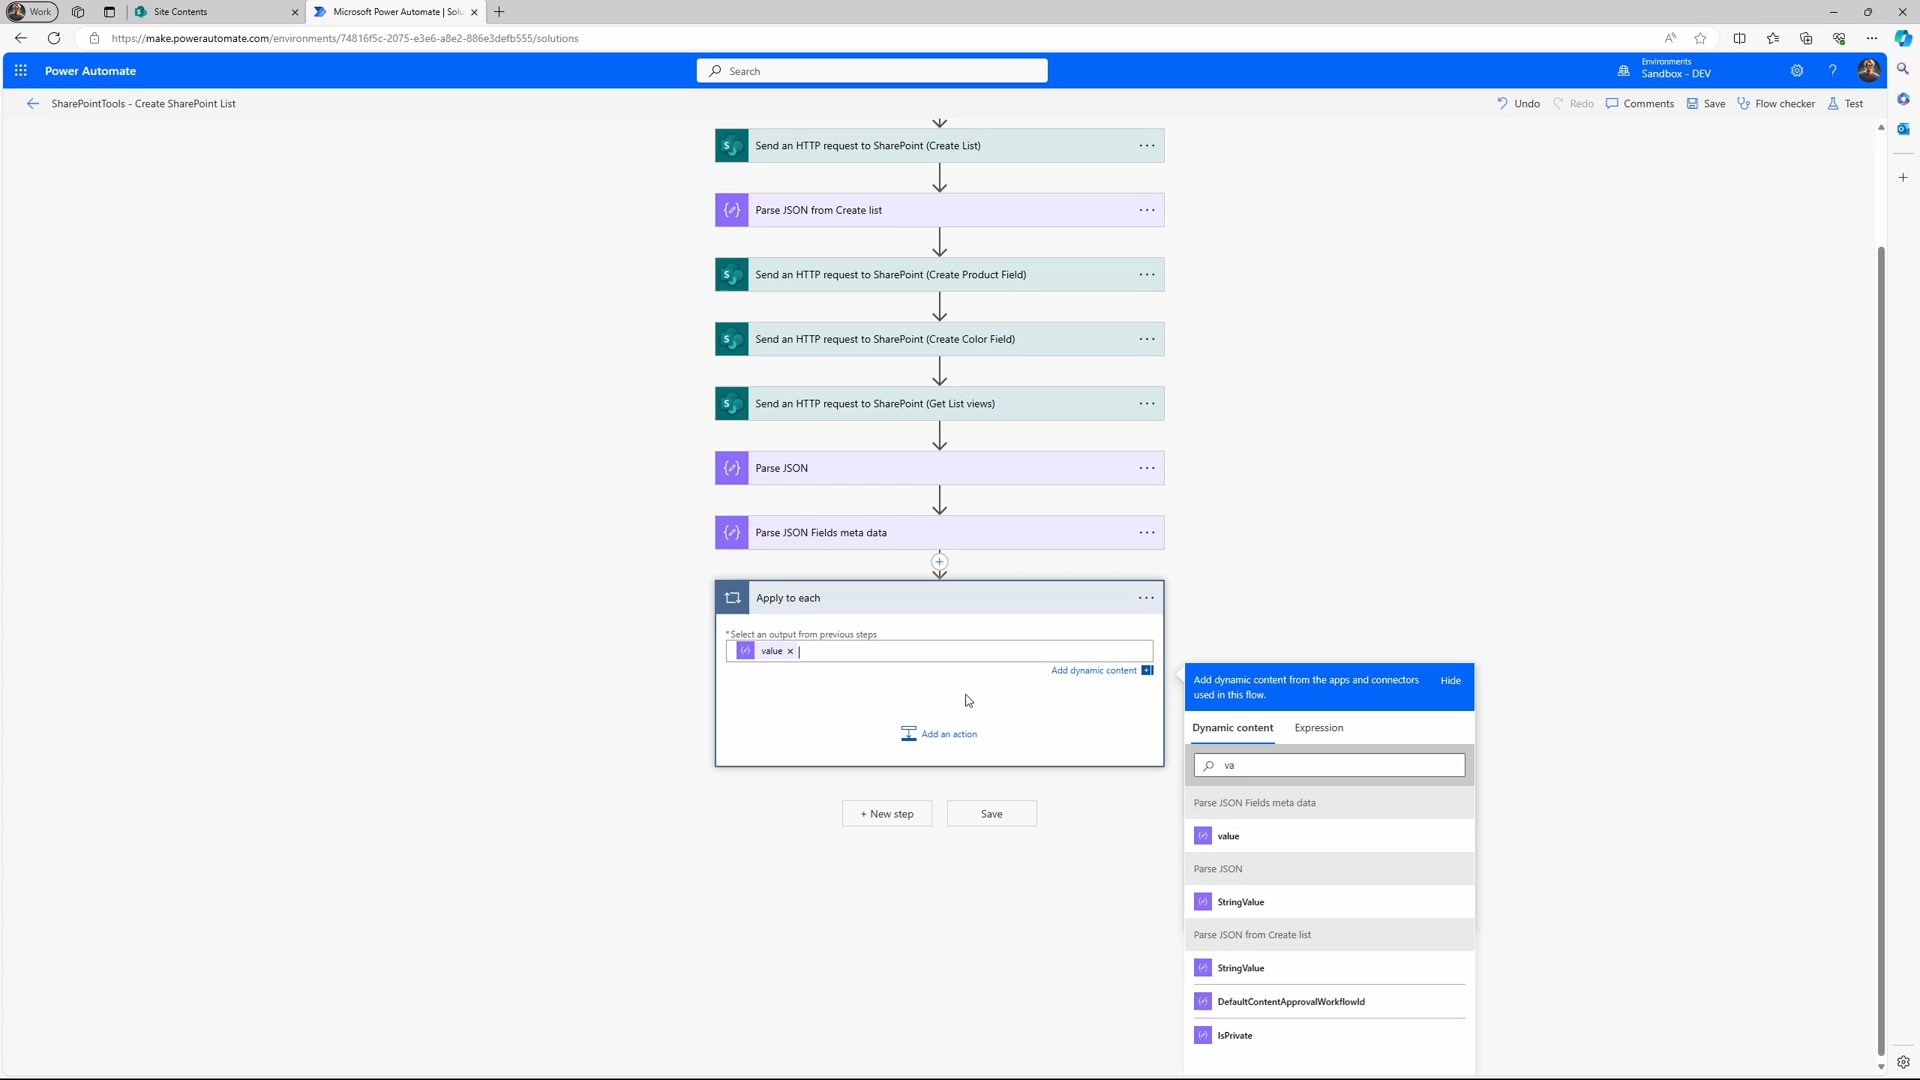 Work
Site Contents
Microsoft Power Automate | Solu
https://make.powerautomate.com/environments/74816f5c-2075-e3e6-a8e2-886e3defb555/solutions
Power Automate
Search
Environments
Sandbox - DEV
SharePointTools - Create SharePoint List
Undo
Redo
Comments
Save
Flow checker
Test
Send an HTTP request to SharePoint (Create List)
Parse JSON from Create list
Send an HTTP request to SharePoint (Create Product Field)
Send an HTTP request to SharePoint (Create Color Field)
Send an HTTP request to SharePoint (Get List views)
Parse JSON
Parse JSON Fields meta data
Apply to each
* Select an output from previous steps
value
Add dynamic content
Add an action
+ New step
Save
Add dynamic content from the apps and connectors
used in this flow.
Hide
Dynamic content
Expression
va
Parse JSON Fields meta data
value
Parse JSON
StringValue
Parse JSON from Create list
StringValue
DefaultContentApprovalWorkflowId
IsPrivate